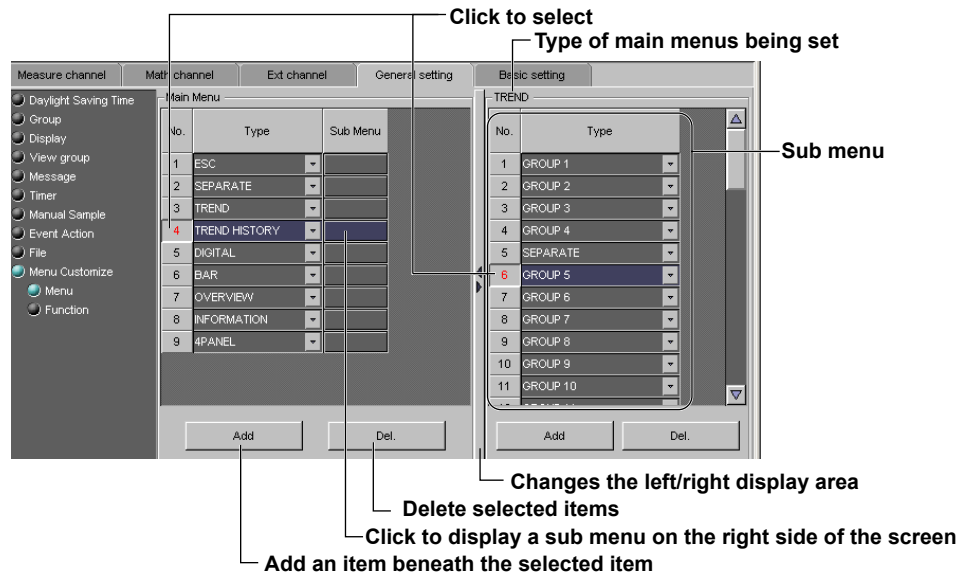 Click to select
Type of main menus being set
Measure channel Math channel Ext channel General setting Basic setting
Daylight Saving Time
Group
Display
View group
Message
Timer
Manual Sample
Event Action
File
Menu Customize
Menu
Function
Main Menu
No. Type Sub Menu
1 ESC
2 SEPARATE
3 TREND
4 TREND HISTORY
5 DIGITAL
6 BAR
7 OVERVIEW
8 INFORMATION
9 4PANEL
Add Del.
TREND
No. Type
1 GROUP 1
2 GROUP 2
3 GROUP 3
4 GROUP 4
5 SEPARATE
6 GROUP 5
7 GROUP 6
8 GROUP 7
9 GROUP 8
10 GROUP 9
11 GROUP 10
Add Del.
Sub menu
Changes the left/right display area
Delete selected items
Click to display a sub menu on the right side of the screen
Add an item beneath the selected item